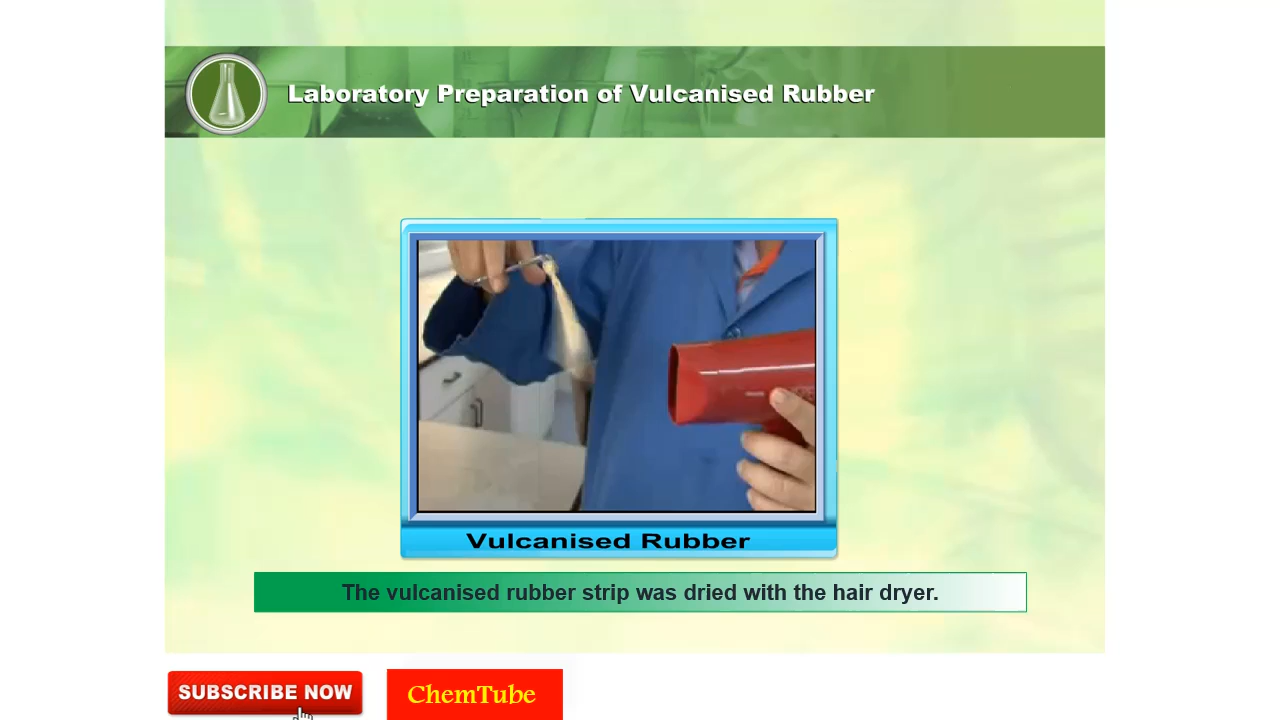 Laboratory Preparation of Vulcanised Rubber
Vulcanised Rubber
The vulcanised rubber strip was dried with the hair dryer.
SUBSCRIBE NOW
ChemTube